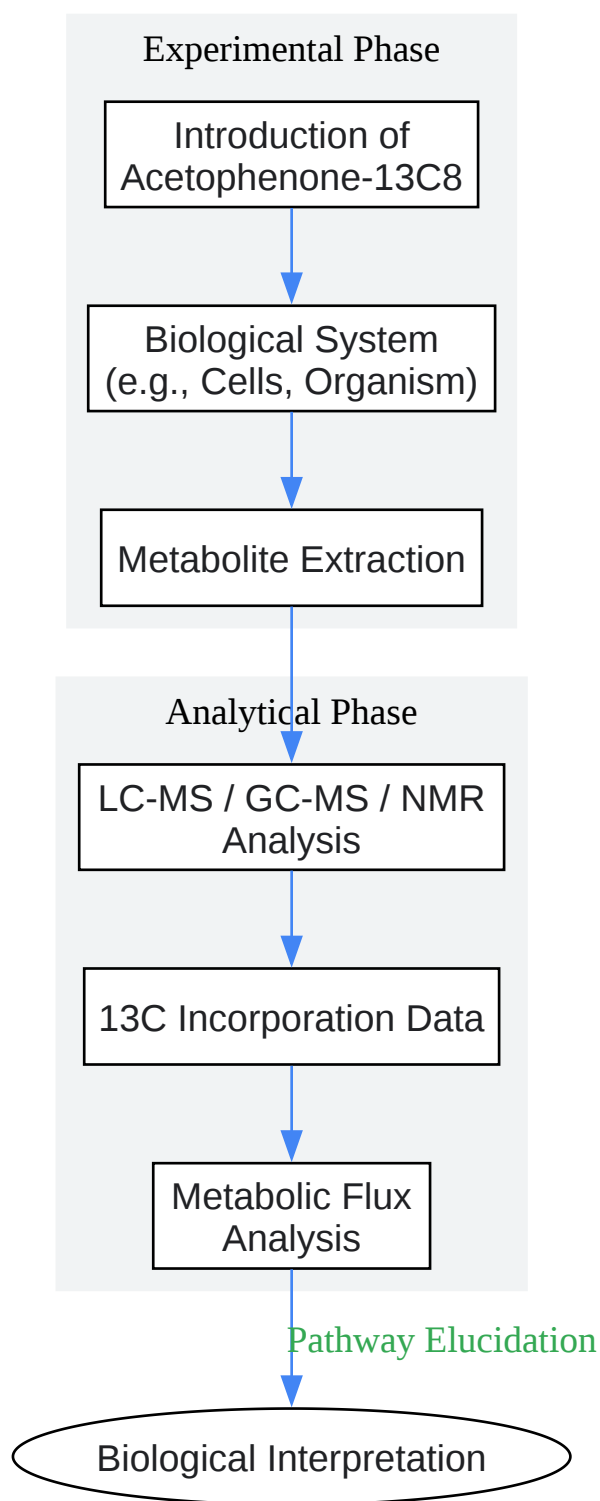 Experimental Phase
Introduction of
Acetophenone-13C8
Biological System
(e.g., Cells, Organism)
Metabolite Extraction
Analytical Phase
LC-MS / GC-MS / NMR
Analysis
13C Incorporation Data
Metabolic Flux
Analysis
Pathway Elucidation
Biological Interpretation